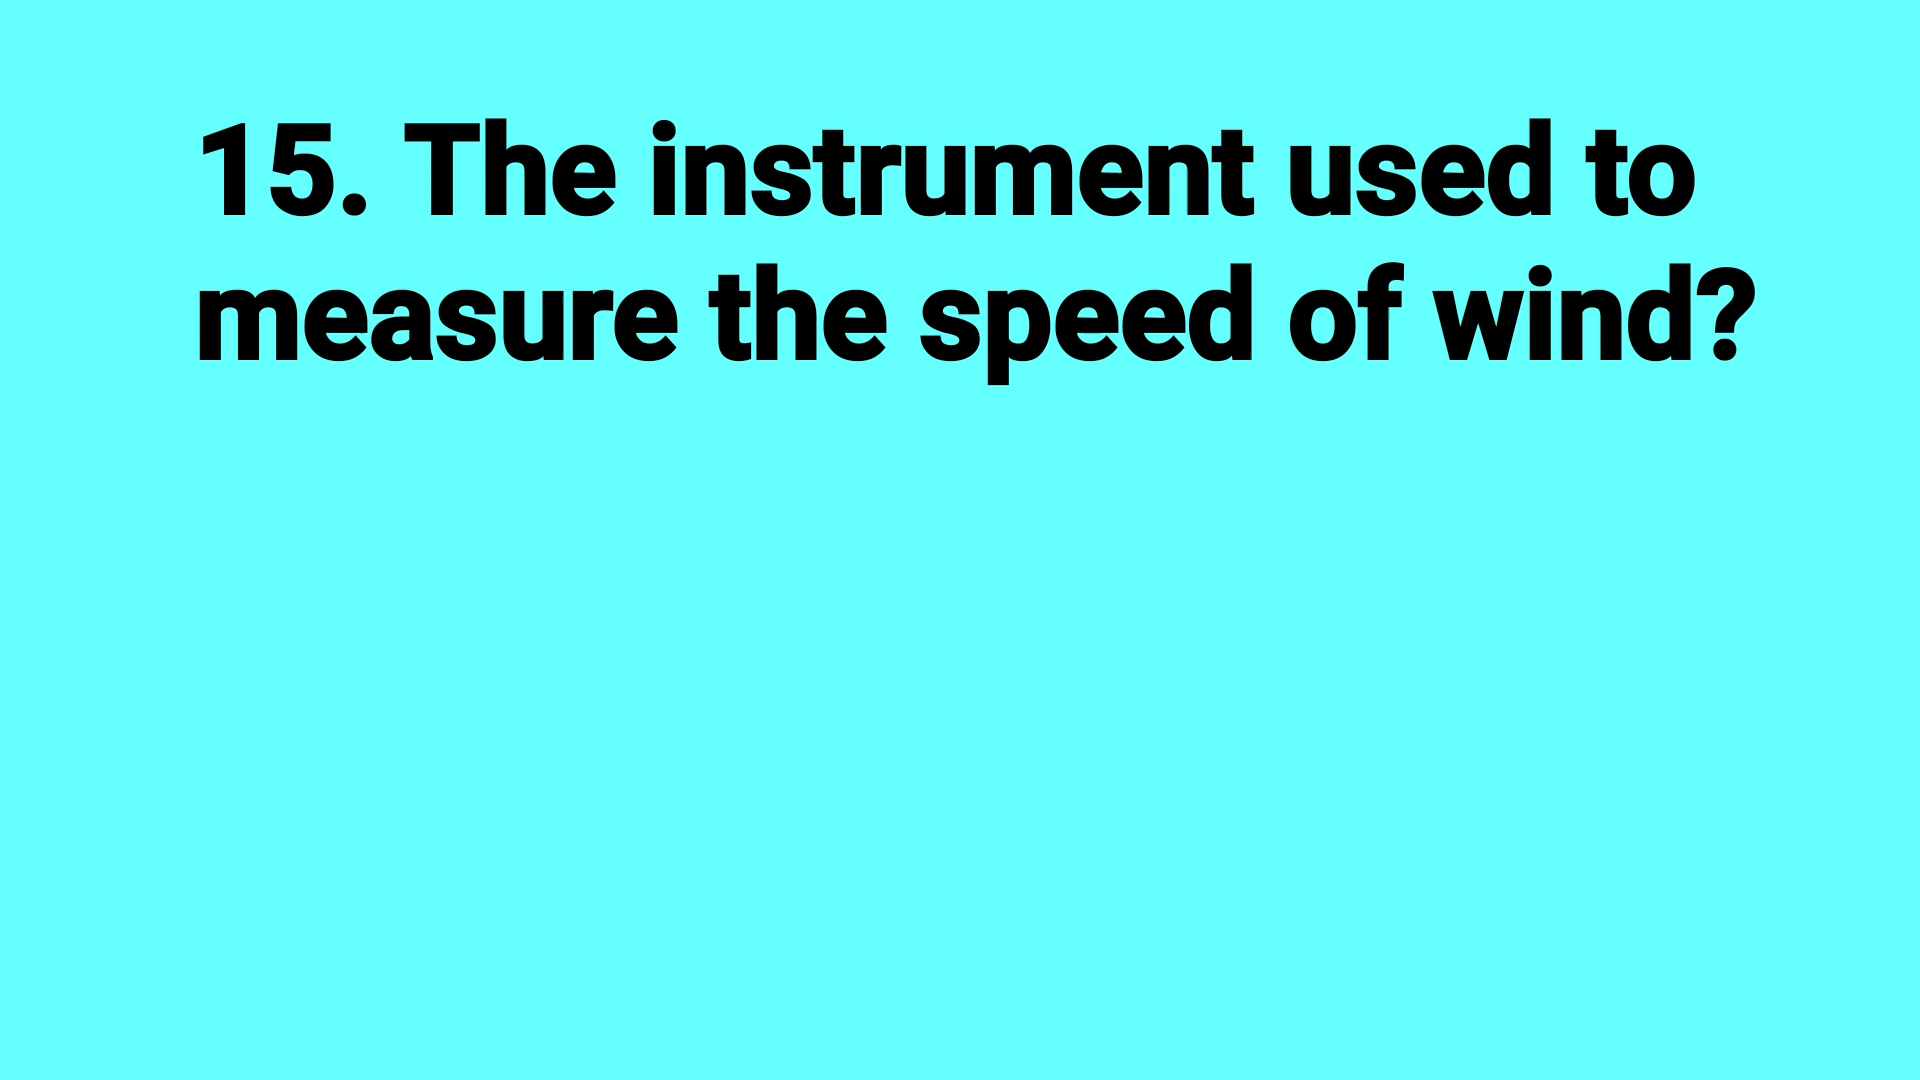 15. The instrument used to
measure the speed of wind?